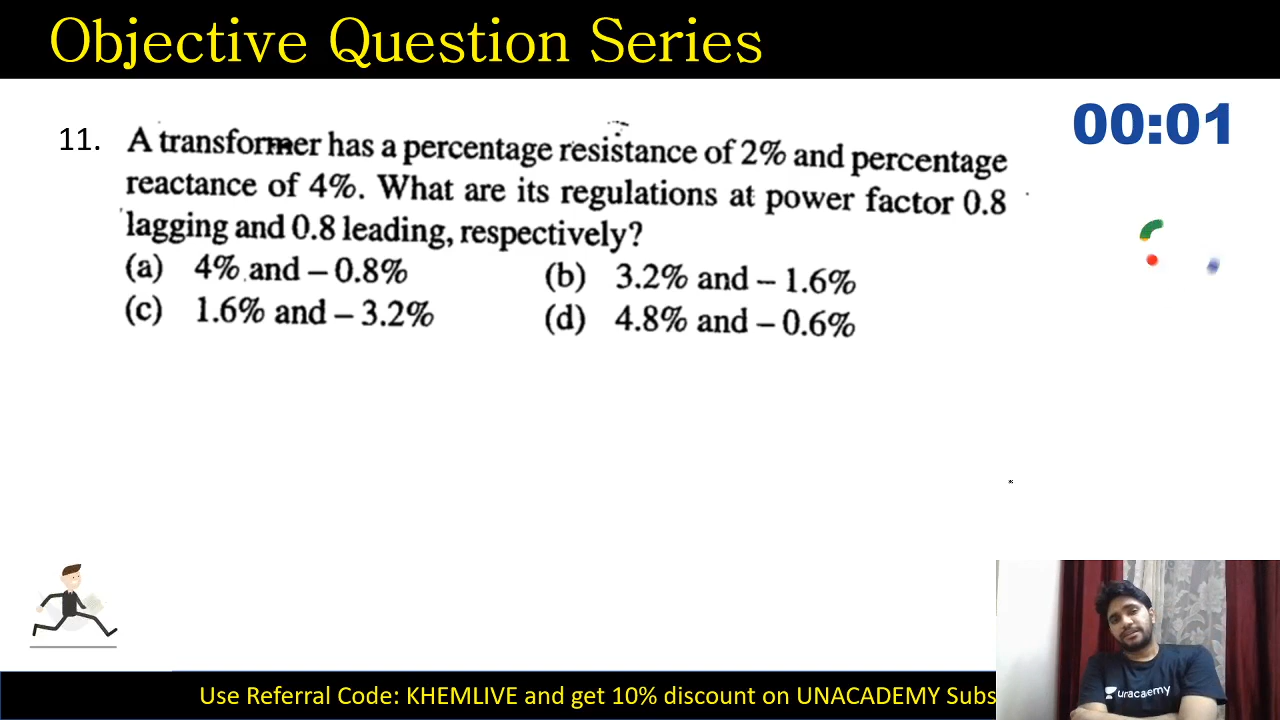 Objective Question Series
00:01
11. A transformer has a percentage resistance of 2% and percentage
reactance of 4%. What are its regulations at power factor 0.8
lagging and 0.8 leading, respectively?
(a) 4% and – 0.8% (b) 3.2% and – 1.6%
(c) 1.6% and – 3.2% (d) 4.8% and – 0.6%
unacademy
Use Referral Code: KHEMLIVE and get 10% discount on UNACADEMY Subs